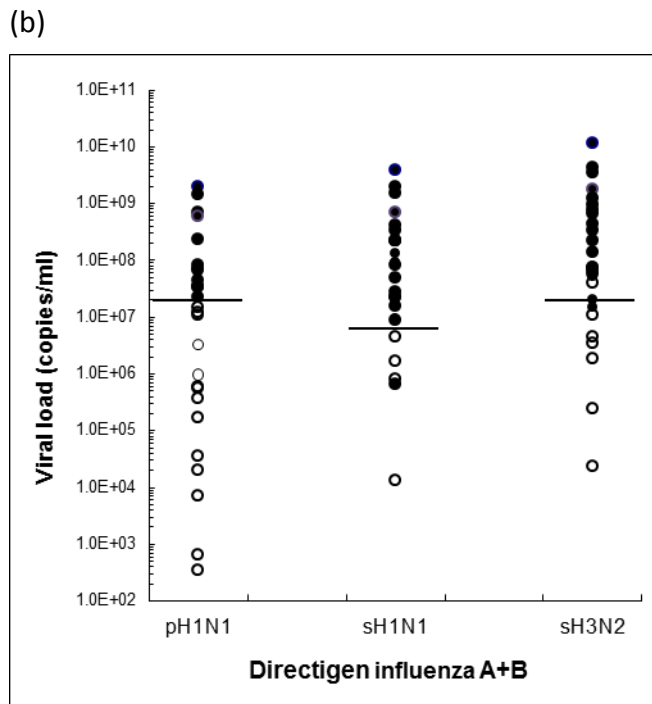 (b)
Viral load (copies/ml)
1.0E+11
1.0E+10
1.0E+09
1.0E+08
1.0E+07
1.0E+06
1.0E+05
1.0E+04
1.0E+03
1.0E+02
pH1N1 sH1N1 sH3N2
Directigen influenza A+B